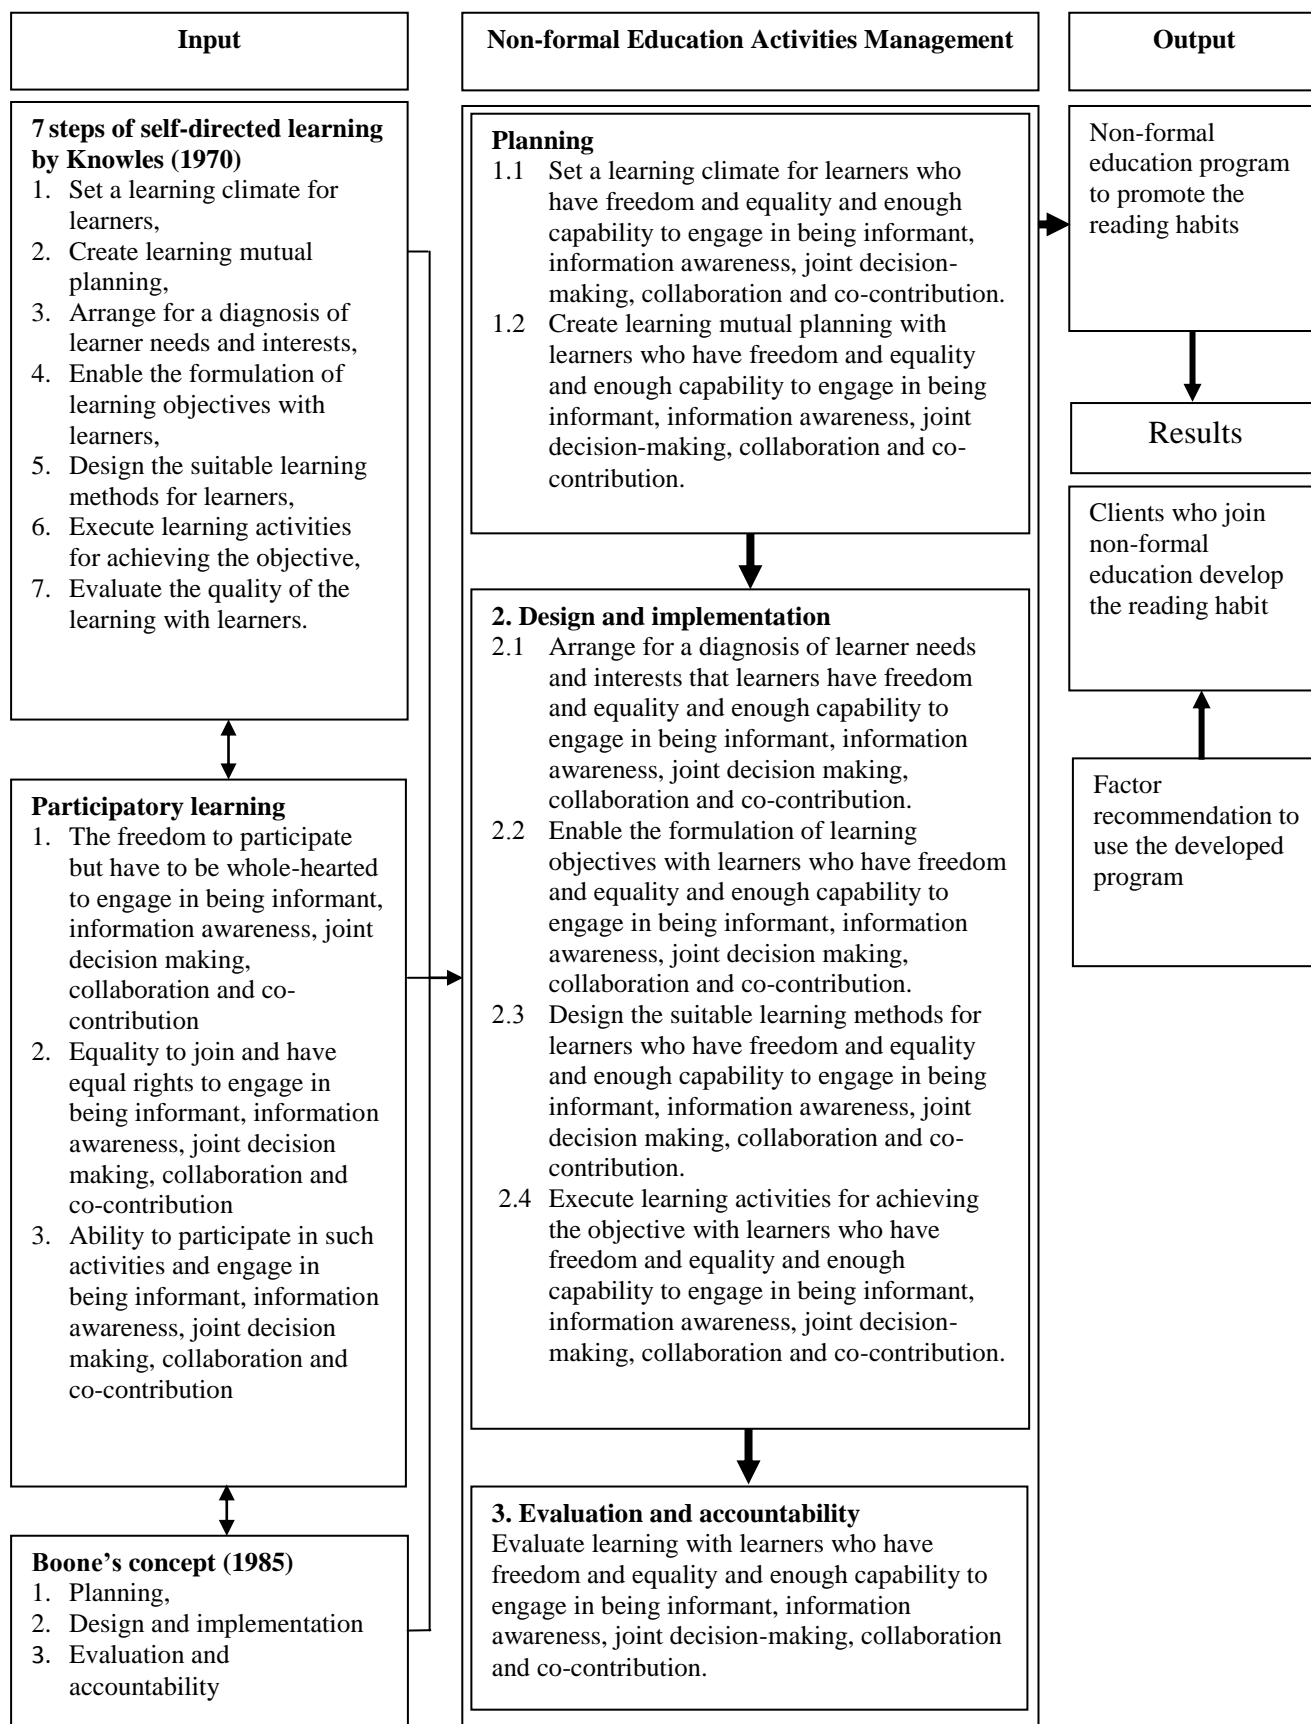 Input
7 steps of self-directed learning
by Knowles (1970)
1. Set a learning climate for
learners,
2. Create learning mutual
planning,
3. Arrange for a diagnosis of
learner needs and interests,
4. Enable the formulation of
learning objectives with
learners,
5. Design the suitable learning
methods for learners,
6. Execute learning activities
for achieving the objective,
7. Evaluate the quality of the
learning with learners.
Participatory learning
1. The freedom to participate
but have to be whole-hearted
to engage in being informant,
information awareness, joint
decision making,
collaboration and co-
contribution
2. Equality to join and have
equal rights to engage in
being informant, information
awareness, joint decision
making, collaboration and
co-contribution
3. Ability to participate in such
activities and engage in
being informant, information
awareness, joint decision
making, collaboration and
co-contribution
Boone’s concept (1985)
1. Planning,
2. Design and implementation
3. Evaluation and
accountability
Non-formal Education Activities Management
Planning
1.1 Set a learning climate for learners who
have freedom and equality and enough
capability to engage in being informant,
information awareness, joint decision-
making, collaboration and co-contribution.
1.2 Create learning mutual planning with
learners who have freedom and equality
and enough capability to engage in being
informant, information awareness, joint
decision-making, collaboration and co-
contribution.
2. Design and implementation
2.1 Arrange for a diagnosis of learner needs
and interests that learners have freedom
and equality and enough capability to
engage in being informant, information
awareness, joint decision making,
collaboration and co-contribution.
2.2 Enable the formulation of learning
objectives with learners who have freedom
and equality and enough capability to
engage in being informant, information
awareness, joint decision making,
collaboration and co-contribution.
2.3 Design the suitable learning methods for
learners who have freedom and equality
and enough capability to engage in being
informant, information awareness, joint
decision making, collaboration and co-
contribution.
2.4 Execute learning activities for achieving
the objective with learners who have
freedom and equality and enough
capability to engage in being informant,
information awareness, joint decision-
making, collaboration and co-contribution.
3. Evaluation and accountability
Evaluate learning with learners who have
freedom and equality and enough capability to
engage in being informant, information
awareness, joint decision-making, collaboration
and co-contribution.
Output
Non-formal
education program
to promote the
reading habits
Results
Clients who join
non-formal
education develop
the reading habit
Factor
recommendation to
use the developed
program